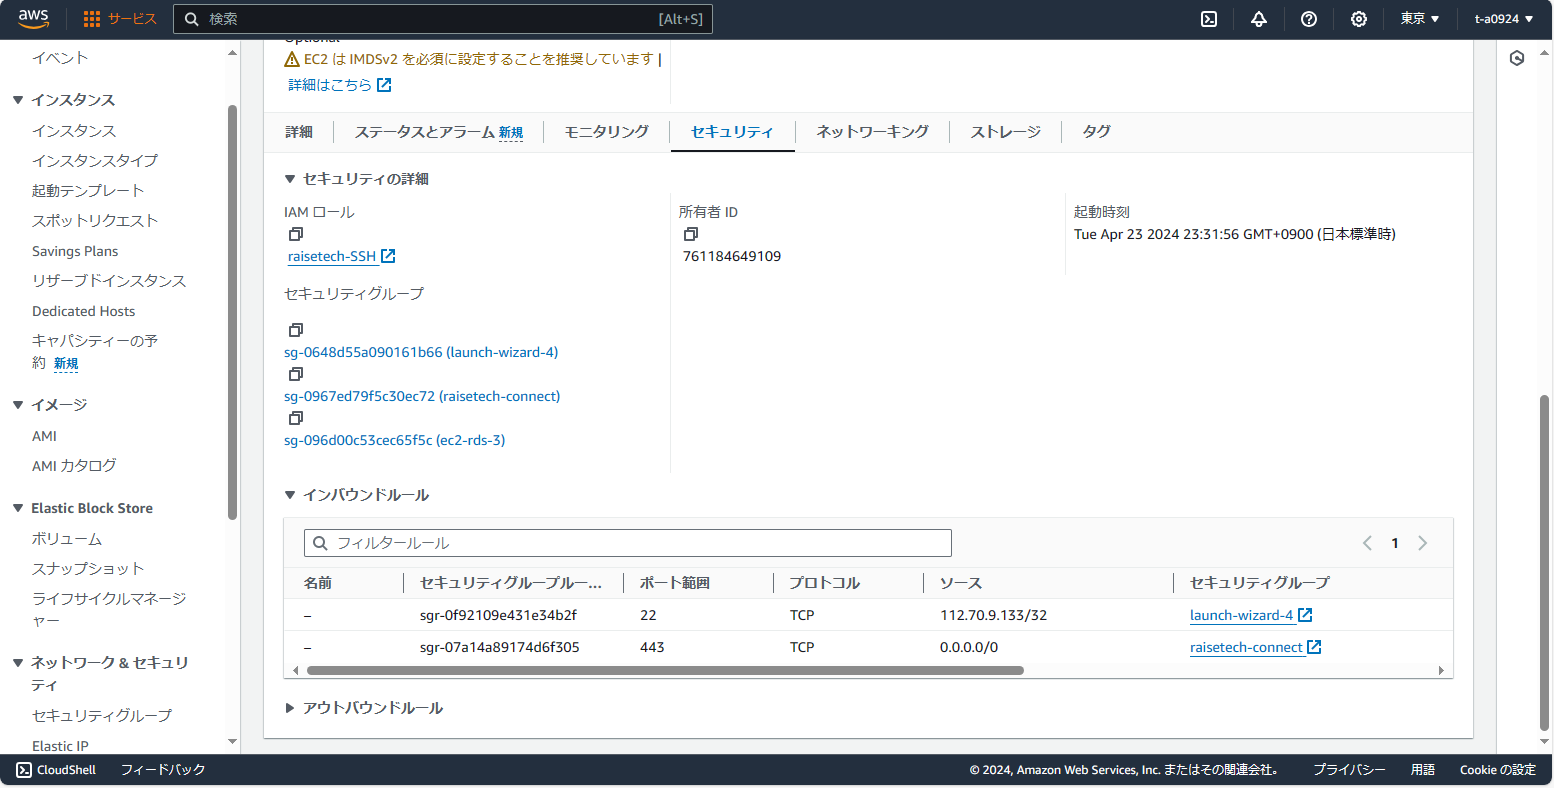 aws
サービス
検索
[Alt+S]
東京 ▼
t-a0924 ▼
イベント
▼ インスタンス
インスタンス
インスタンスタイプ
起動テンプレート
スポットリクエスト
Savings Plans
リザーブドインスタンス
Dedicated Hosts
キャパシティーの予
約 新規
▼ イメージ
AMI
AMI カタログ
▼ Elastic Block Store
ボリューム
スナップショット
ライフサイクルマネージ
ャー
▼ ネットワーク & セキュリ
ティ
セキュリティグループ
Elastic IP
Optional
EC2 は IMDSv2 を必須に設定することを推奨しています |
詳細はこちら
詳細
ステータスとアラーム 新規
モニタリング
セキュリティ
ネットワーキング
ストレージ
タグ
▼ セキュリティの詳細
IAM ロール
raisetech-SSH
所有者 ID
761184649109
起動時刻
Tue Apr 23 2024 23:31:56 GMT+0900 (日本標準時)
セキュリティグループ
sg-0648d55a090161b66 (launch-wizard-4)
sg-0967ed79f5c30ec72 (raisetech-connect)
sg-096d00c53cec65f5c (ec2-rds-3)
▼ インバウンドルール
フィルタールール
1
名前 セキュリティグループルー... ポート範囲 プロトコル ソース セキュリティグループ
– sgr-0f92109e431e34b2f 22 TCP 112.70.9.133/32 launch-wizard-4
– sgr-07a14a89174d6f305 443 TCP 0.0.0.0/0 raisetech-connect
▶ アウトバウンドルール
CloudShell
フィードバック
© 2024, Amazon Web Services, Inc. またはその関連会社。
プライバシー
用語
Cookie の設定